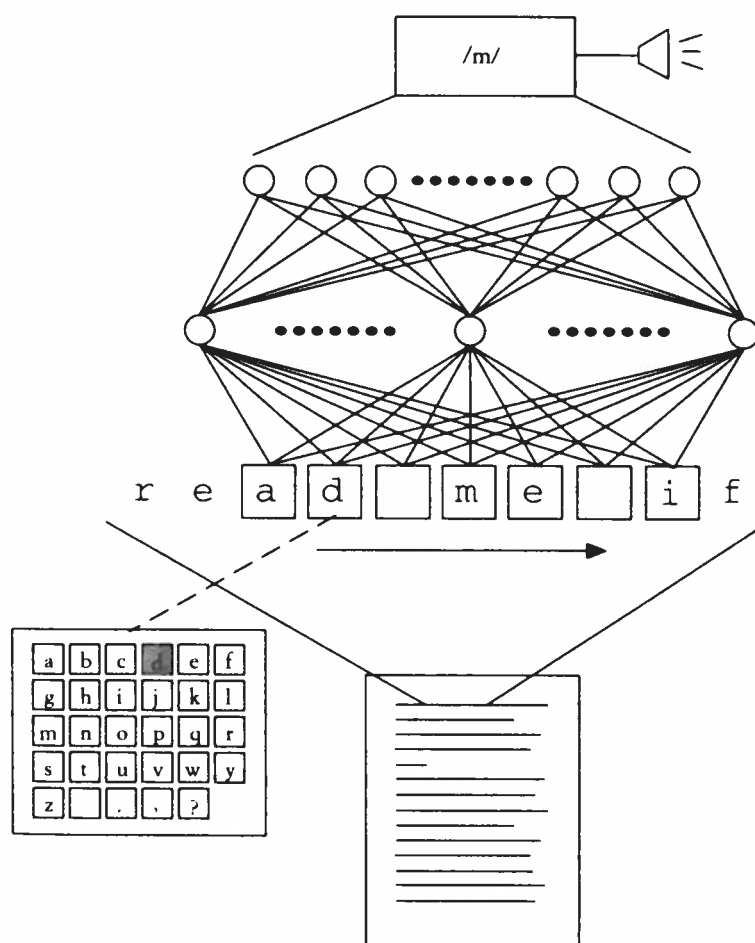 /m/
r e a d m e i f
a b c d e f
g h i j k l
m n o p q r
s t u v w y
z . , ?